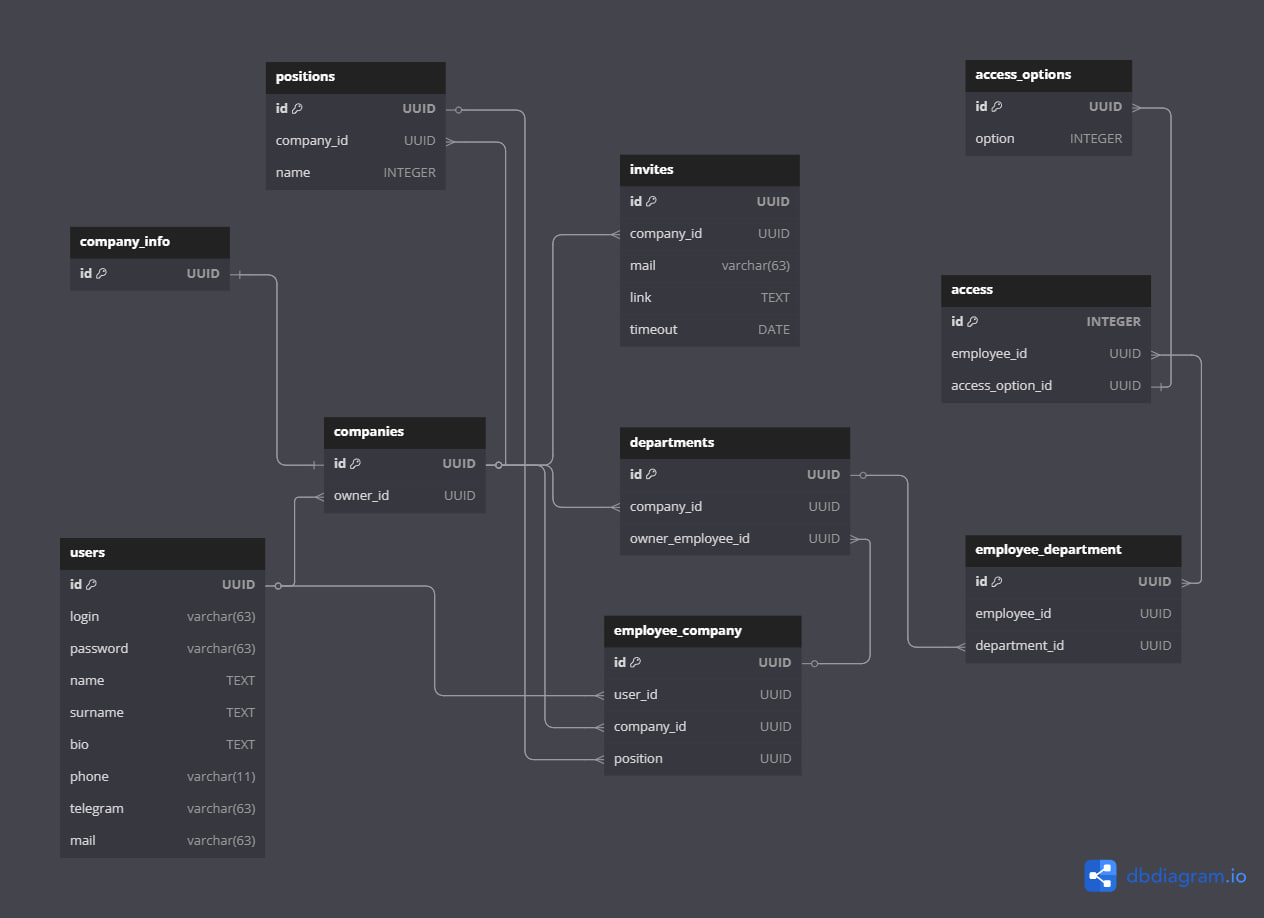 positions
id UUID
company_id UUID
name INTEGER
access_options
id UUID
option INTEGER
invites
id UUID
company_id UUID
mail varchar(63)
link TEXT
timeout DATE
company_info
id UUID
access
id INTEGER
employee_id UUID
access_option_id UUID
companies
id UUID
owner_id UUID
departments
id UUID
company_id UUID
owner_employee_id UUID
users
id UUID
login varchar(63)
password varchar(63)
name TEXT
surname TEXT
bio TEXT
phone varchar(11)
telegram varchar(63)
mail varchar(63)
employee_department
id UUID
employee_id UUID
department_id UUID
employee_company
id UUID
user_id UUID
company_id UUID
position UUID
dbdiagram.io